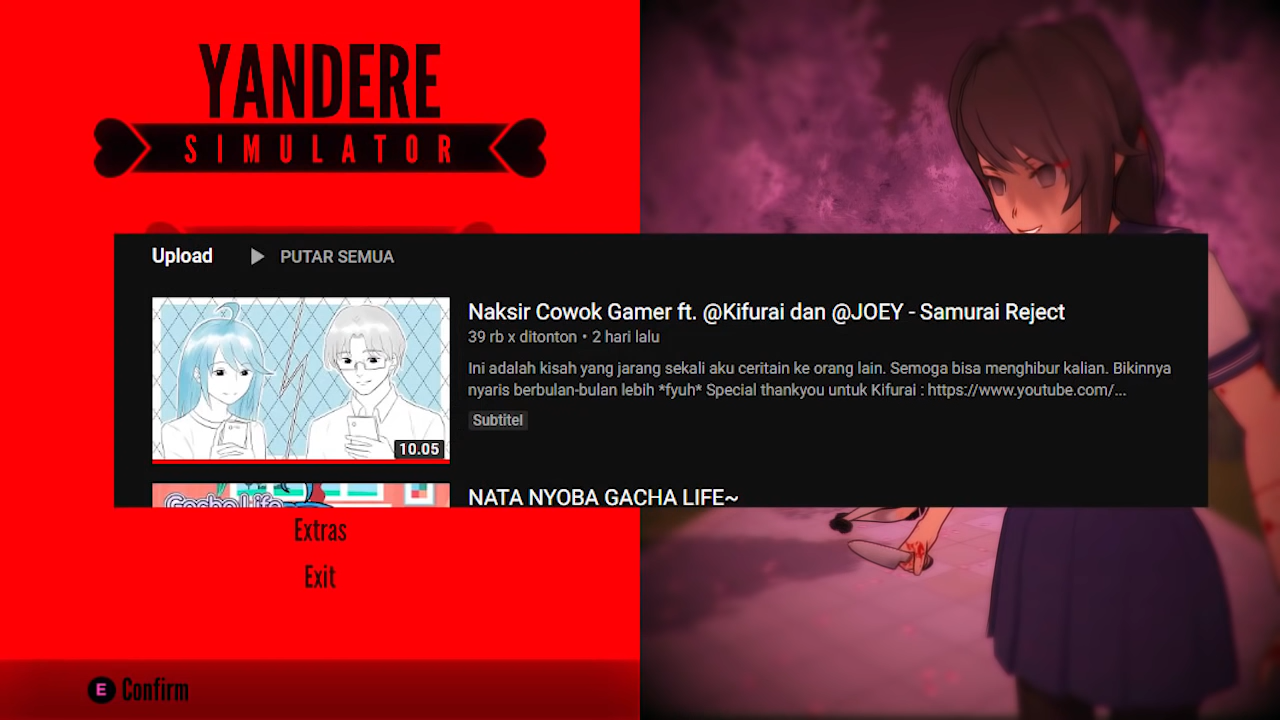 YANDERE
SIMULATOR
Upload
PUTAR SEMUA
Naksir Cowok Gamer ft. @Kifurai dan @JOEY - Samurai Reject
39 rb x ditonton • 2 hari lalu
Ini adalah kisah yang jarang sekali aku ceritain ke orang lain. Semoga bisa menghibur kalian. Bikinnya
nyaris berbulan-bulan lebih *fyuh* Special thankyou untuk Kifurai : https://www.youtube.com/...
Subtitel
10.05
Gacha Life
NATA NYOBA GACHA LIFE~
Extras
Exit
E Confirm